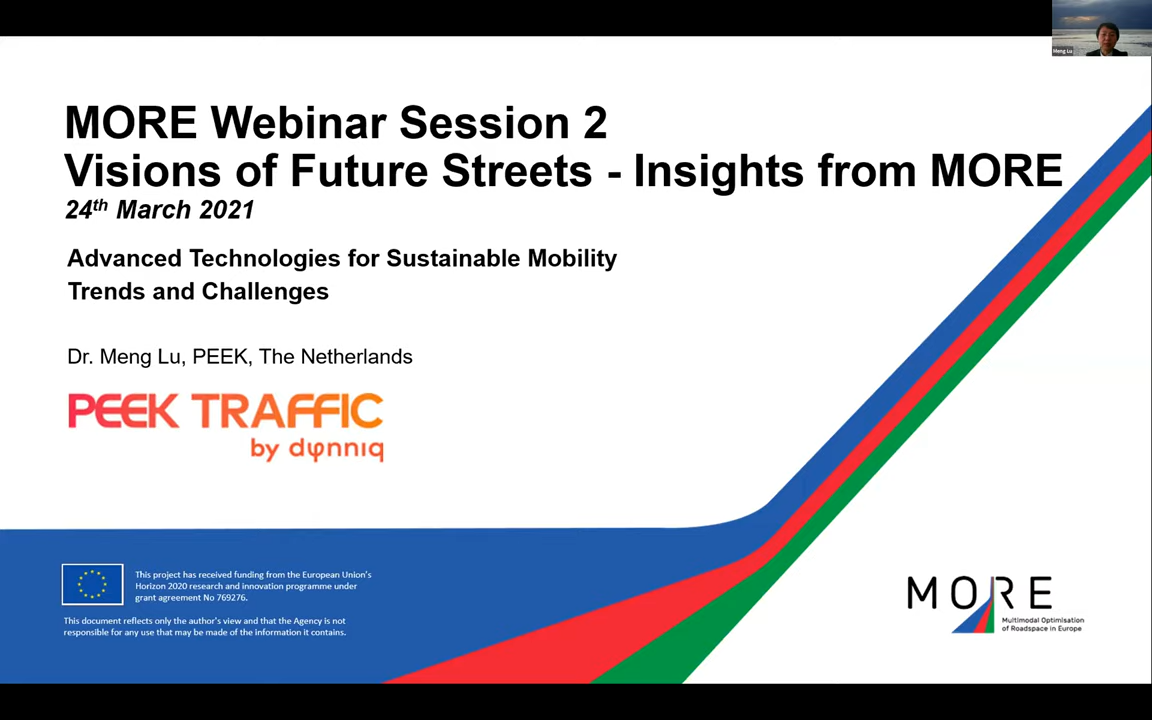 Meng Lu
MORE Webinar Session 2
Visions of Future Streets - Insights from MORE
24th March 2021
Advanced Technologies for Sustainable Mobility
Trends and Challenges
Dr. Meng Lu, PEEK, The Netherlands
PEEK TRAFFIC
by dynniq
This project has received funding from the European Union's
Horizon 2020 research and innovation programme under
grant agreement No 769276.
This document reflects only the author's view and that the Agency is not
responsible for any use that may be made of the information it contains.
MORE
Multimodal Optimisation
of Roadspace in Europe